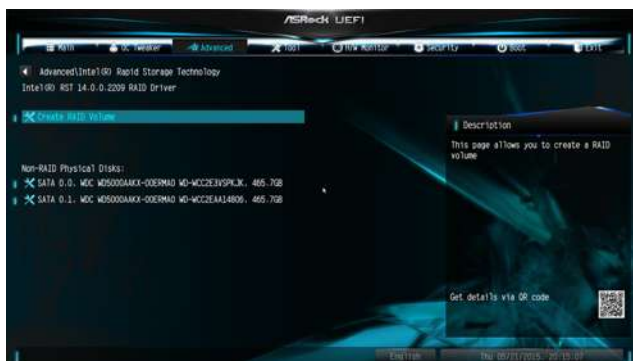 ASRock UEFI
Main OC Tweaker Advanced Tool H/W Monitor Security Boot Exit
Advanced\Intel(R) Rapid Storage Technology
Intel(R) RST 14.0.0.2209 RAID Driver
Create RAID Volume
Description
This page allows you to create a RAID
volume
Non-RAID Physical Disks:
SATA 0.0, WDC WD5000AAKX-00ERMA0 WD-WCC2E3VSPKJK, 465.7GB
SATA 0.1, WDC WD5000AAKX-00ERMA0 WD-WCC2EAA14806, 465.7GB
Get details via QR code
English